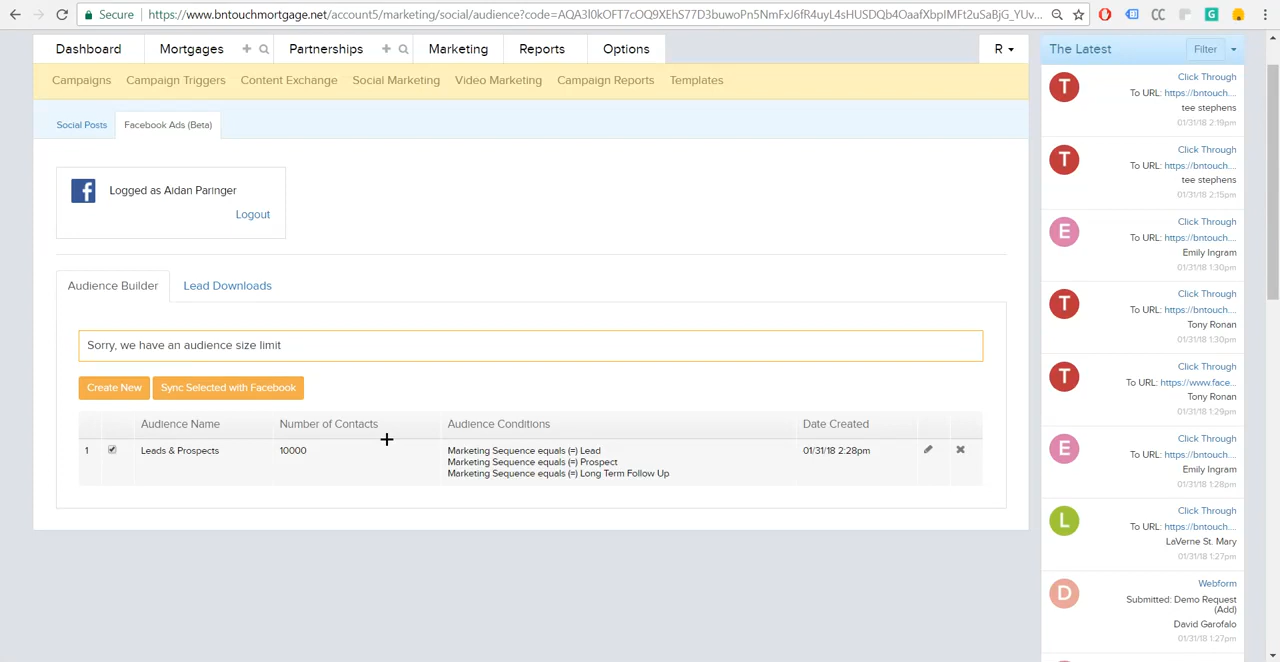 Secure
https://www.bntouchmortgage.net/account5/marketing/social/audience?code=
Dashboard Mortgages Partnerships Marketing Reports Options R
Campaigns Campaign Triggers Content Exchange Social Marketing Video Marketing Campaign Reports Templates
Social Posts Facebook Ads (Beta)
Logged as Aidan Paringer
Logout
Audience Builder Lead Downloads
Sorry, we have an audience size limit
Create New Sync Selected with Facebook
Audience Name Number of Contacts Audience Conditions Date Created
1 Leads & Prospects 10000 Marketing Sequence equals (=) Lead 01/31/18 2:28pm
Marketing Sequence equals (=) Prospect
Marketing Sequence equals (=) Long Term Follow Up
The Latest Filter
T
Click Through
To URL: https://bntouch....
tee stephens
01/31/18 2:19pm
T
Click Through
To URL: https://bntouch....
tee stephens
01/31/18 2:15pm
E
Click Through
To URL: https://bntouch....
Emily Ingram
01/31/18 1:30pm
T
Click Through
To URL: https://bntouch....
Tony Ronan
01/31/18 1:30pm
T
Click Through
To URL: https://www.face...
Tony Ronan
01/31/18 1:29pm
E
Click Through
To URL: https://bntouch....
Emily Ingram
01/31/18 1:28pm
L
Click Through
To URL: https://bntouch....
LaVerne St. Mary
01/31/18 1:27pm
D
Webform
Submitted: Demo Request
(Add)
David Garofalo
01/31/18 1:27pm